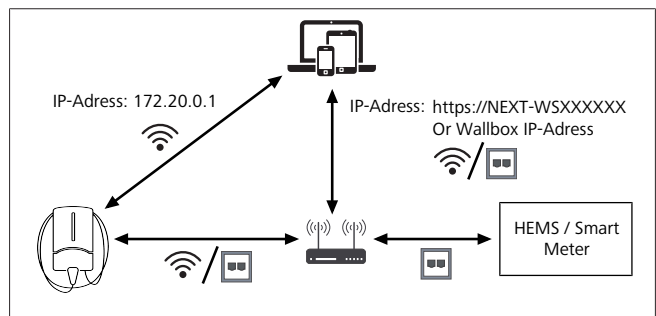 IP-Adress: 172.20.0.1
IP-Adress: https://NEXT-WSXXXXXX
Or Wallbox IP-Adress
HEMS / Smart
Meter